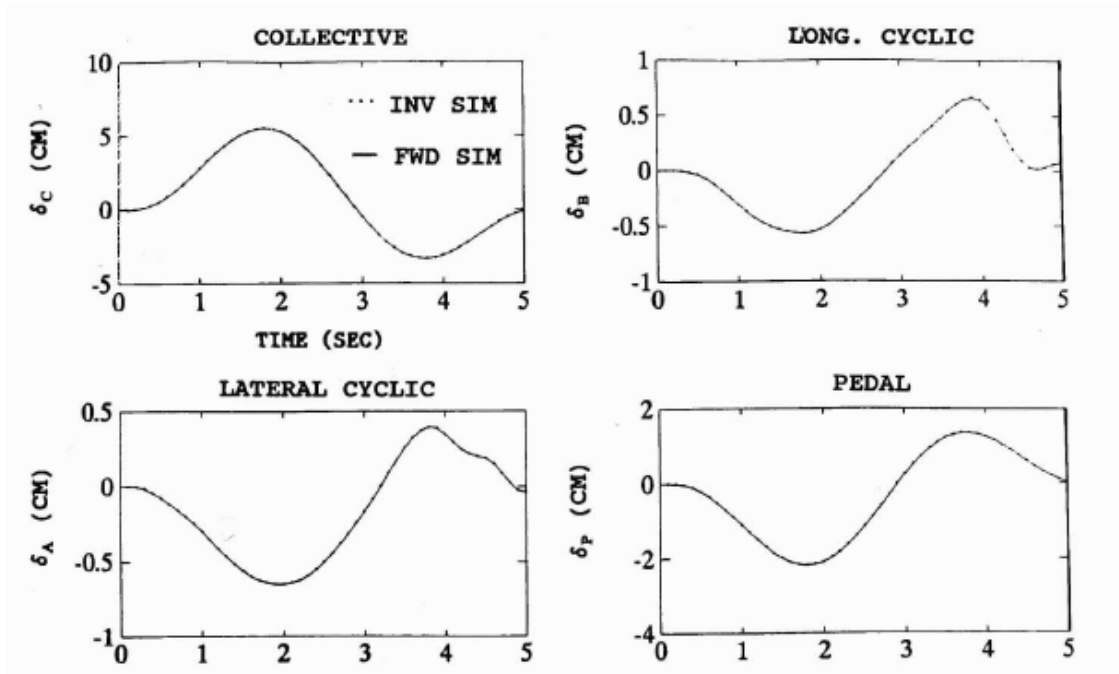 COLLECTIVE
10
5
0
-5
δC (CM)
INV SIM
FWD SIM
0 1 2 3 4 5
TIME (SEC)
LONG. CYCLIC
1
0.5
0
-0.5
-1
δB (CM)
0 1 2 3 4 5
LATERAL CYCLIC
0.5
0
-0.5
-1
δA (CM)
0 1 2 3 4 5
PEDAL
2
0
-2
-4
δP (CM)
0 1 2 3 4 5